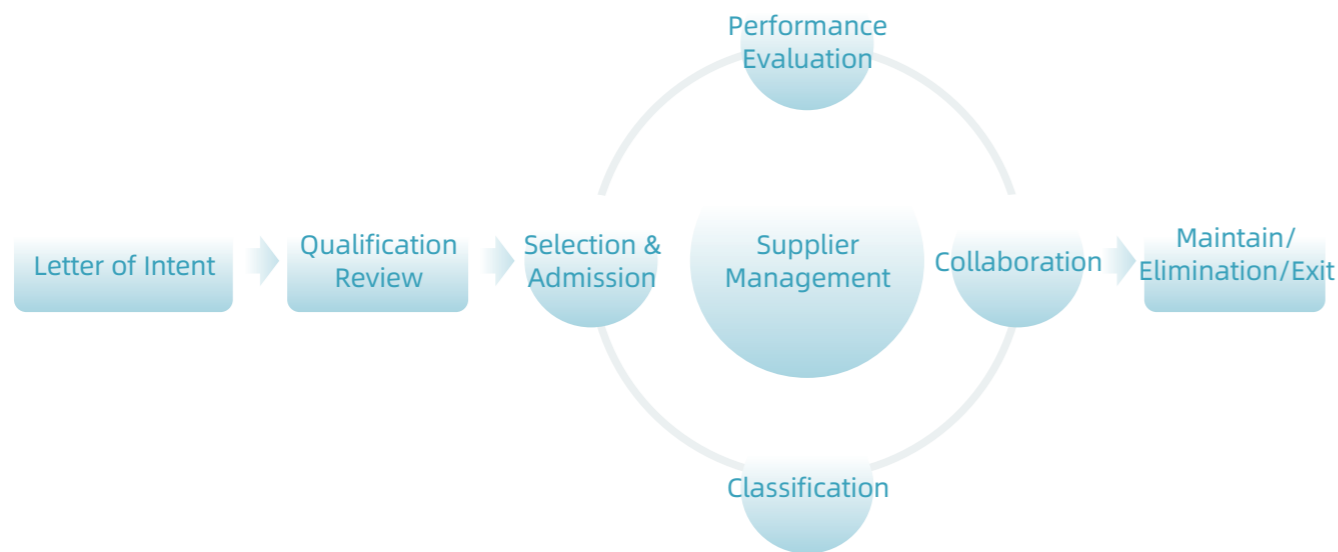 Performance
Evaluation
Letter of Intent
Qualification
Review
Selection &
Admission
Supplier
Management
Collaboration
Maintain/
Elimination/Exit
Classification